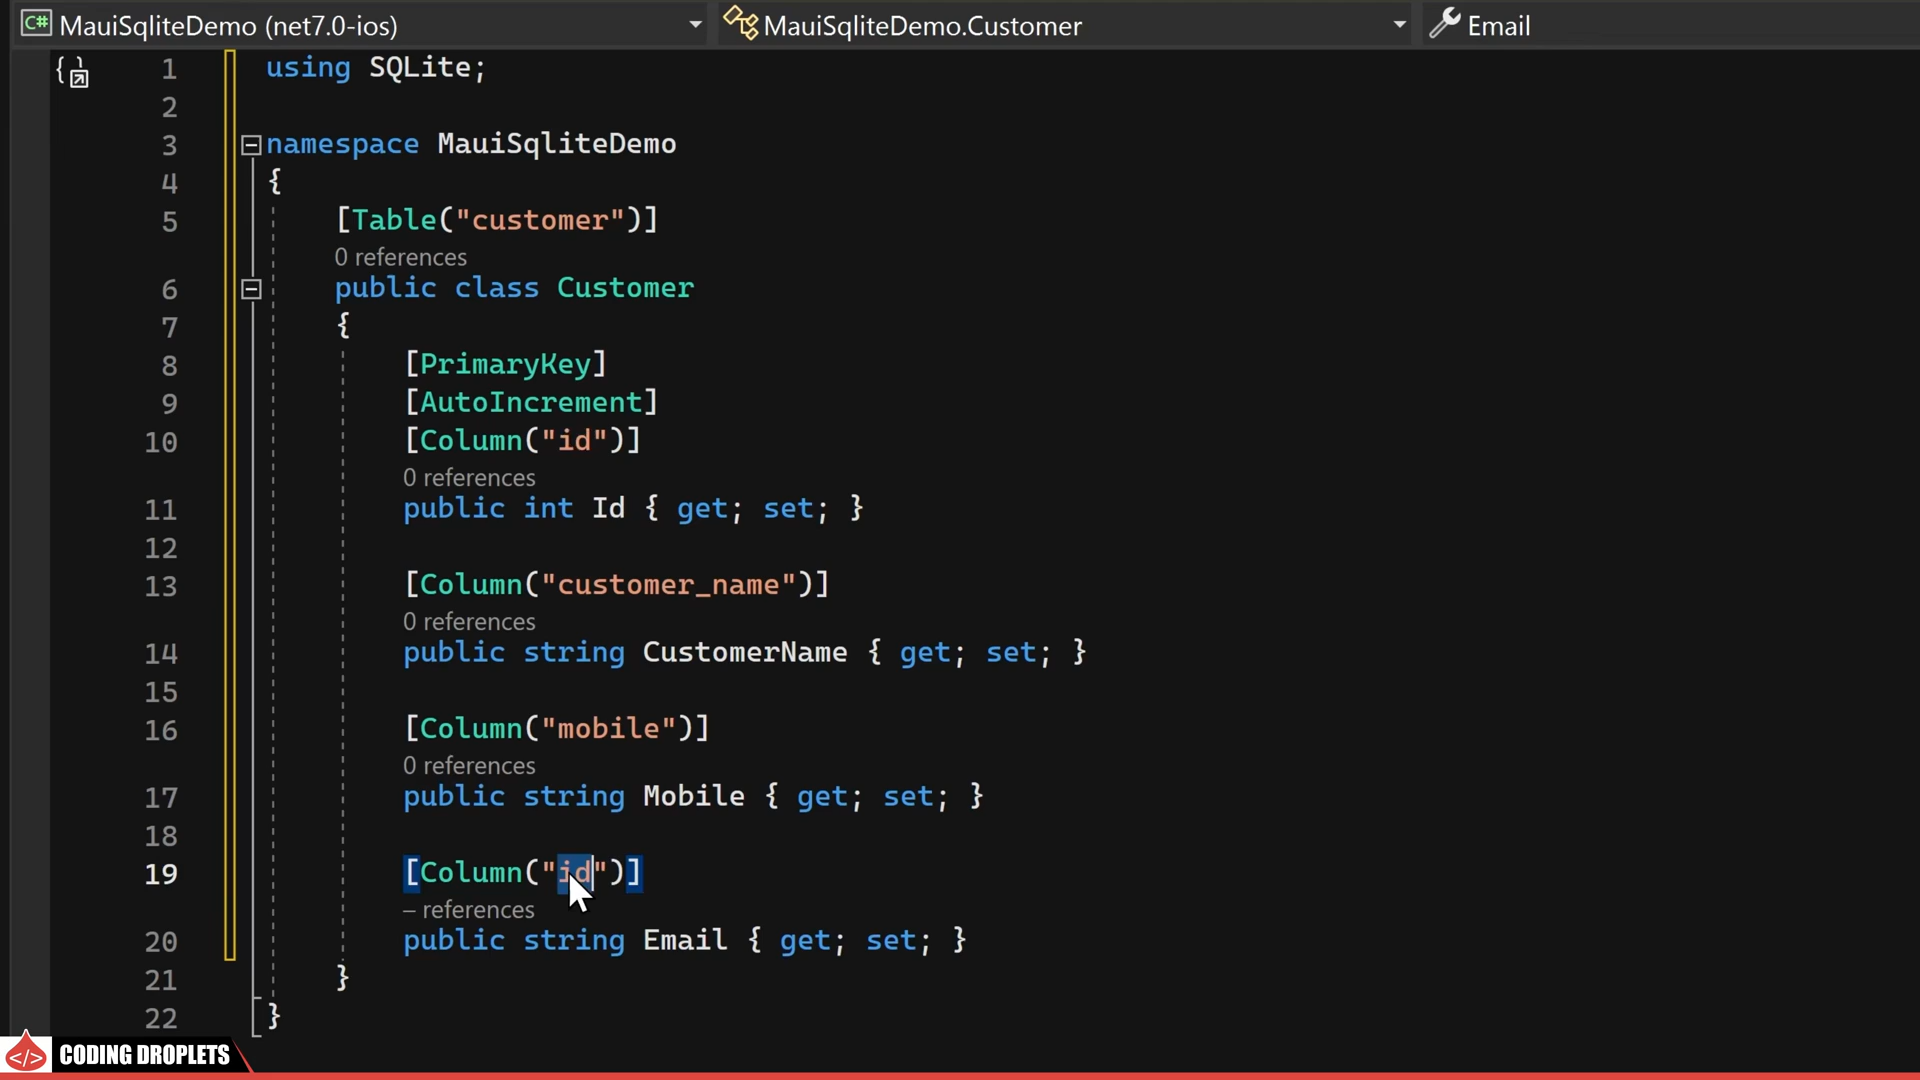 C# MauiSqliteDemo (net7.0-ios) MauiSqliteDemo.Customer Email
1 using SQLite;
2
3 namespace MauiSqliteDemo
4 {
5 [Table("customer")]
0 references
6 public class Customer
7 {
8 [PrimaryKey]
9 [AutoIncrement]
10 [Column("id")]
0 references
11 public int Id { get; set; }
12
13 [Column("customer_name")]
0 references
14 public string CustomerName { get; set; }
15
16 [Column("mobile")]
0 references
17 public string Mobile { get; set; }
18
19 [Column("id")]
– references
20 public string Email { get; set; }
21 }
22 }
</> CODING DROPLETS